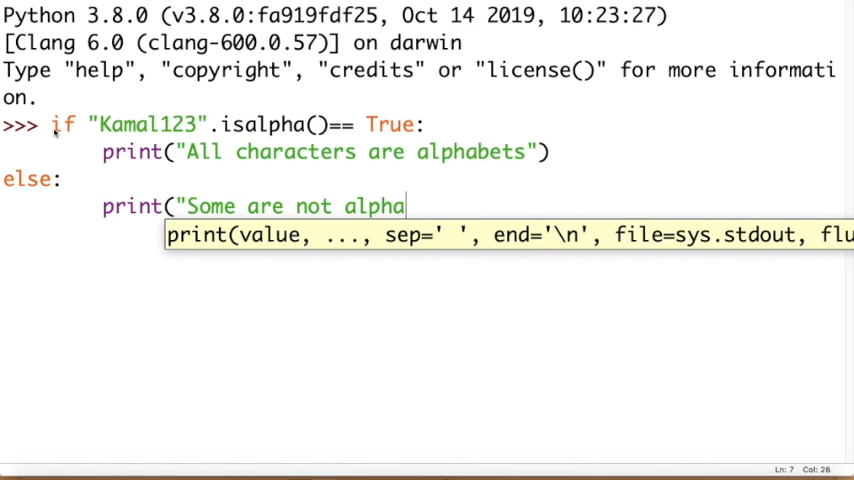 Python 3.8.0 (v3.8.0:fa919fdf25, Oct 14 2019, 10:23:27)
[Clang 6.0 (clang-600.0.57)] on darwin
Type "help", "copyright", "credits" or "license()" for more informati
on.
>>> if "Kamal123".isalpha()== True:
        print("All characters are alphabets")
else:
        print("Some are not alpha
print(value, ..., sep=' ', end='\n', file=sys.stdout, flu
Ln: 7 Col: 26